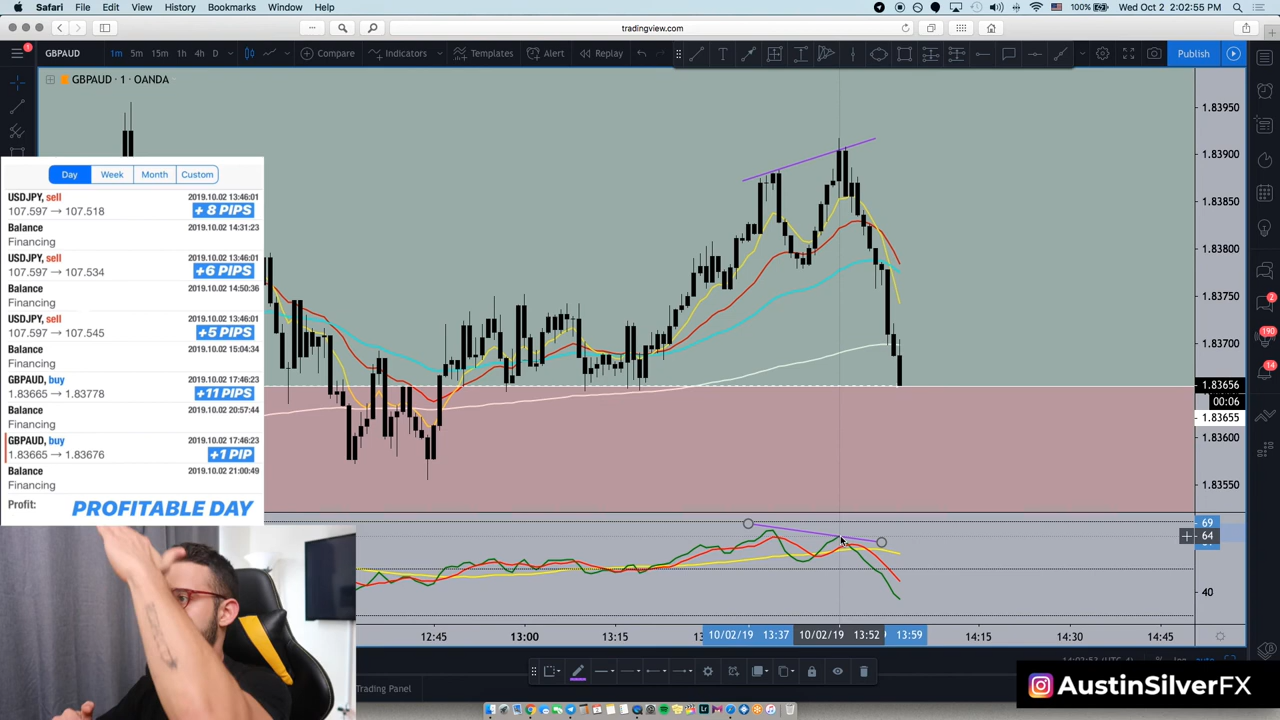 Safari File Edit View History Bookmarks Window Help
100% Wed Oct 2 2:02:55 PM
tradingview.com
GBPAUD 1m 5m 15m 1h 4h D Compare Indicators Templates Alert Replay Publish
GBPAUD · 1 · OANDA
1.83950
1.83900
1.83850
1.83800
1.83750
1.83700
1.83656
00:06
1.83655
1.83600
1.83550
69
64
40
Day Week Month Custom
USDJPY, sell 2019.10.02 13:46:01
107.597 → 107.518 + 8 PIPS
Balance 2019.10.02 14:31:23
Financing
USDJPY, sell 2019.10.02 13:46:01
107.597 → 107.534 +6 PIPS
Balance 2019.10.02 14:50:36
Financing
USDJPY, sell 2019.10.02 13:46:01
107.597 → 107.545 +5 PIPS
Balance 2019.10.02 15:04:34
Financing
GBPAUD, buy 2019.10.02 17:46:23
1.83665 → 1.83778 +11 PIPS
Balance 2019.10.02 20:57:44
Financing
GBPAUD, buy 2019.10.02 17:46:23
1.83665 → 1.83676 +1 PIP
Balance 2019.10.02 21:00:49
Financing
Profit: PROFITABLE DAY
2
190
14
12:45 13:00 13:15 10/02/19 13:37 10/02/19 13:52 13:59 14:15 14:30 14:45
Trading Panel
AustinSilverFX